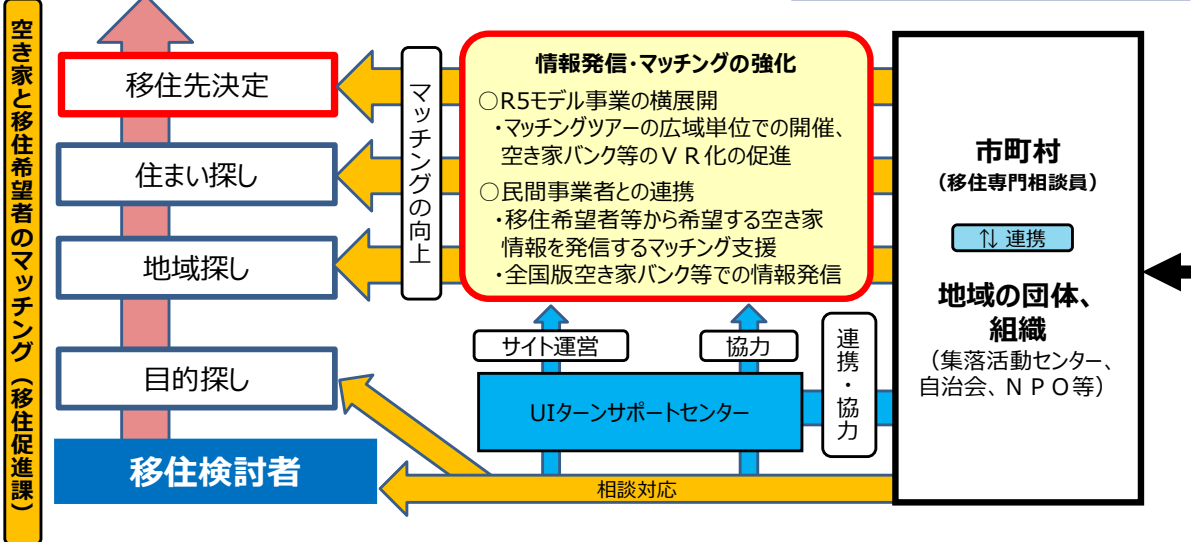 空き家と移住希望者のマッチング（移住促進課）
移住先決定
住まい探し
地域探し
目的探し
移住検討者
マッチングの向上
情報発信・マッチングの強化
○R5モデル事業の横展開
・マッチングツアーの広域単位での開催、
空き家バンク等のＶＲ化の促進
○民間事業者との連携
・移住希望者等から希望する空き家
情報を発信するマッチング支援
・全国版空き家バンク等での情報発信
サイト運営
協力
連携・協力
UIターンサポートセンター
相談対応
市町村
（移住専門相談員）
⇅ 連携
地域の団体、
組織
（集落活動センター、
自治会、ＮＰＯ等）